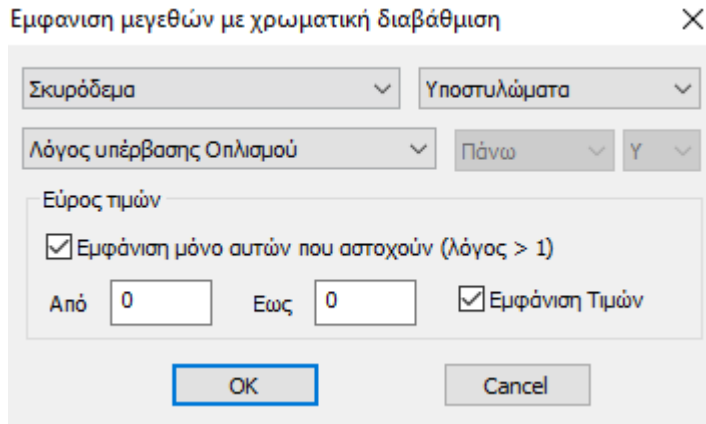 Εμφανιση μεγεθών με χρωματική διαβάθμιση
Σκυρόδεμα Υποστυλώματα
Λόγος υπέρβασης Οπλισμού Πάνω Υ
Εύρος τιμών
Εμφάνιση μόνο αυτών που αστοχούν (λόγος > 1)
Από 0 Εως 0 Εμφάνιση Τιμών
OK Cancel